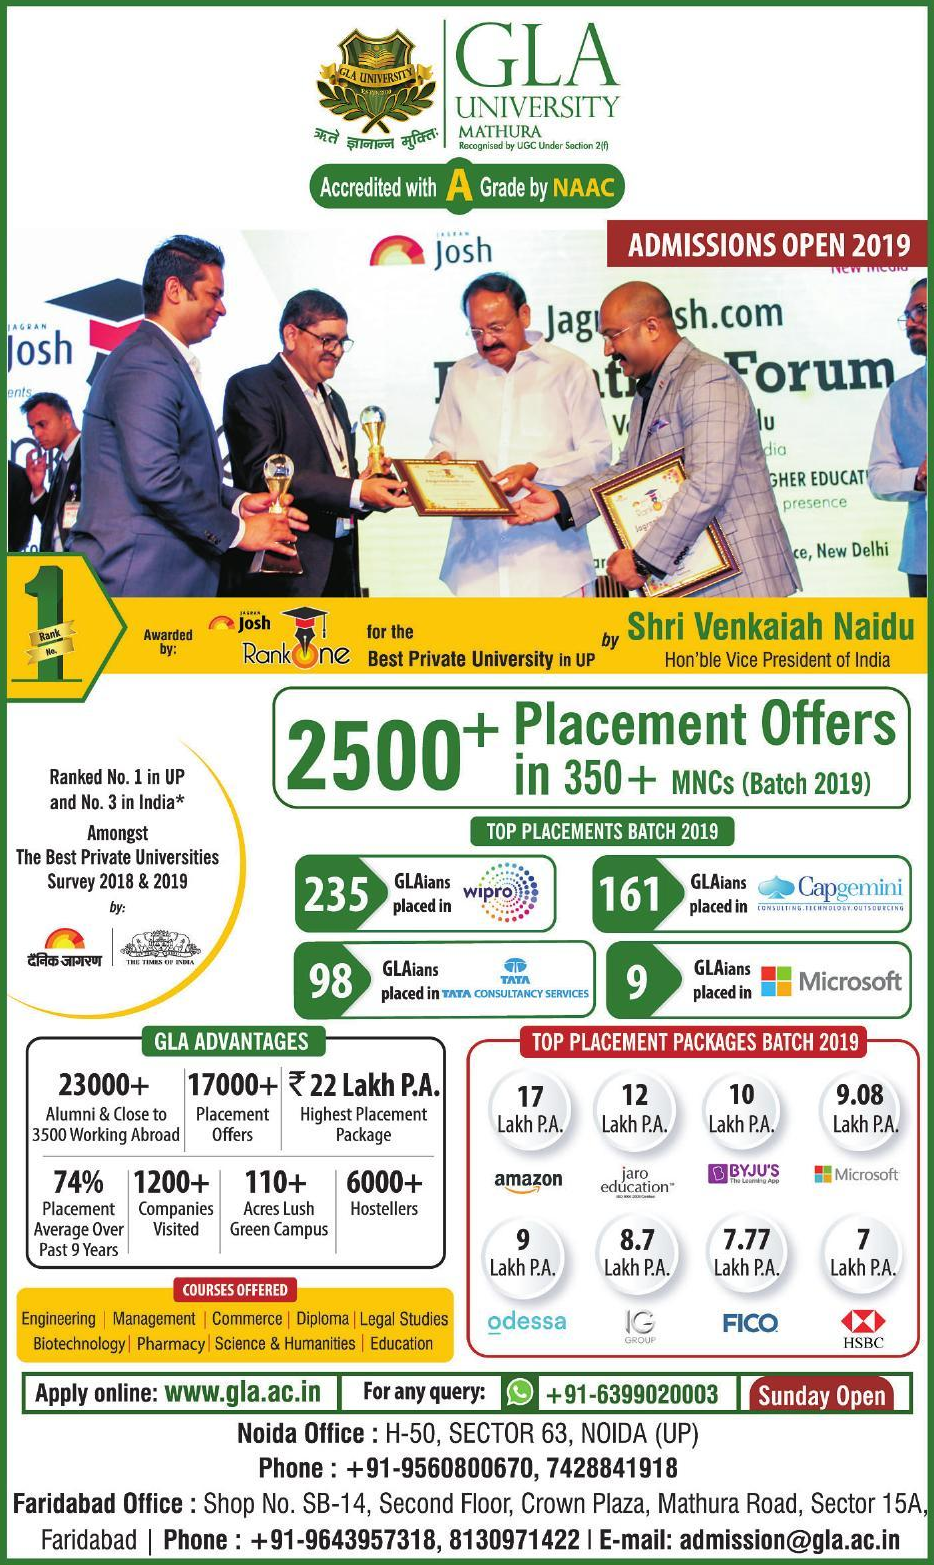 GLA UNIVERSITY
ऋते ज्ञानान्न मुक्तिः
GLA
UNIVERSITY
MATHURA
Recognised by UGC Under Section 2(f)
Accredited with A Grade by NAAC
ADMISSIONS OPEN 2019
JAGRAN
Josh
New Media
JAGRAN
Josh
ents
Jag sh.com
Forum
lu
dia
GHER EDUCATI
presence
ce, New Delhi
1
Rank
No.
Awarded
by:
JAGRAN
Josh
Rank One
for the
Best Private University in UP
by
Shri Venkaiah Naidu
Hon'ble Vice President of India
2500+ Placement Offers
in 350+ MNCs (Batch 2019)
Ranked No. 1 in UP
and No. 3 in India*
Amongst
The Best Private Universities
Survey 2018 & 2019
by:
दैनिक जागरण
THE TIMES OF INDIA
TOP PLACEMENTS BATCH 2019
235 GLAians
placed in wipro
161 GLAians
placed in Capgemini
CONSULTING.TECHNOLOGY.OUTSOURCING
98 GLAians
placed in TATA
TATA CONSULTANCY SERVICES
9 GLAians
placed in Microsoft
GLA ADVANTAGES
23000+
Alumni & Close to
3500 Working Abroad
17000+
Placement
Offers
₹ 22 Lakh P.A.
Highest Placement
Package
74%
Placement
Average Over
Past 9 Years
1200+
Companies
Visited
110+
Acres Lush
Green Campus
6000+
Hostellers
COURSES OFFERED
Engineering | Management | Commerce | Diploma | Legal Studies
Biotechnology | Pharmacy | Science & Humanities | Education
TOP PLACEMENT PACKAGES BATCH 2019
17
Lakh P.A.
amazon
12
Lakh P.A.
jaro
education™
10
Lakh P.A.
BYJU'S
The Learning App
9.08
Lakh P.A.
Microsoft
9
Lakh P.A.
odessa
8.7
Lakh P.A.
IG
GROUP
7.77
Lakh P.A.
FICO
7
Lakh P.A.
HSBC
Apply online: www.gla.ac.in
For any query: +91-6399020003
Sunday Open
Noida Office : H-50, SECTOR 63, NOIDA (UP)
Phone : +91-9560800670, 7428841918
Faridabad Office : Shop No. SB-14, Second Floor, Crown Plaza, Mathura Road, Sector 15A,
Faridabad | Phone : +91-9643957318, 8130971422 | E-mail: admission@gla.ac.in